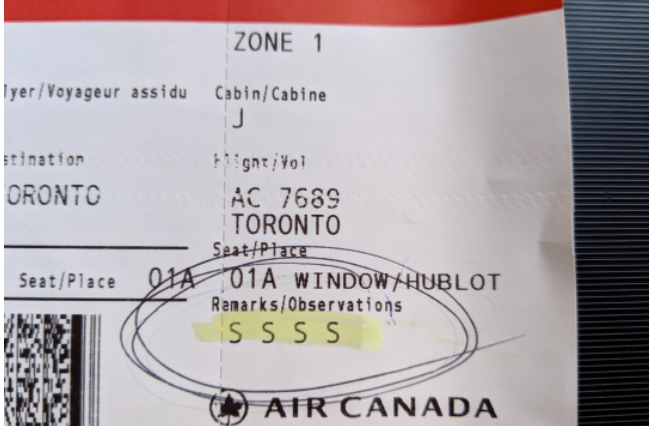 ZONE 1
lyer/Voyageur assidu Cabin/Cabine
J
stination Flight/Vol
ORONTO AC 7689
TORONTO
Seat/Place
Seat/Place 01A 01A WINDOW/HUBLOT
Remarks/Observations
S S S S
AIR CANADA